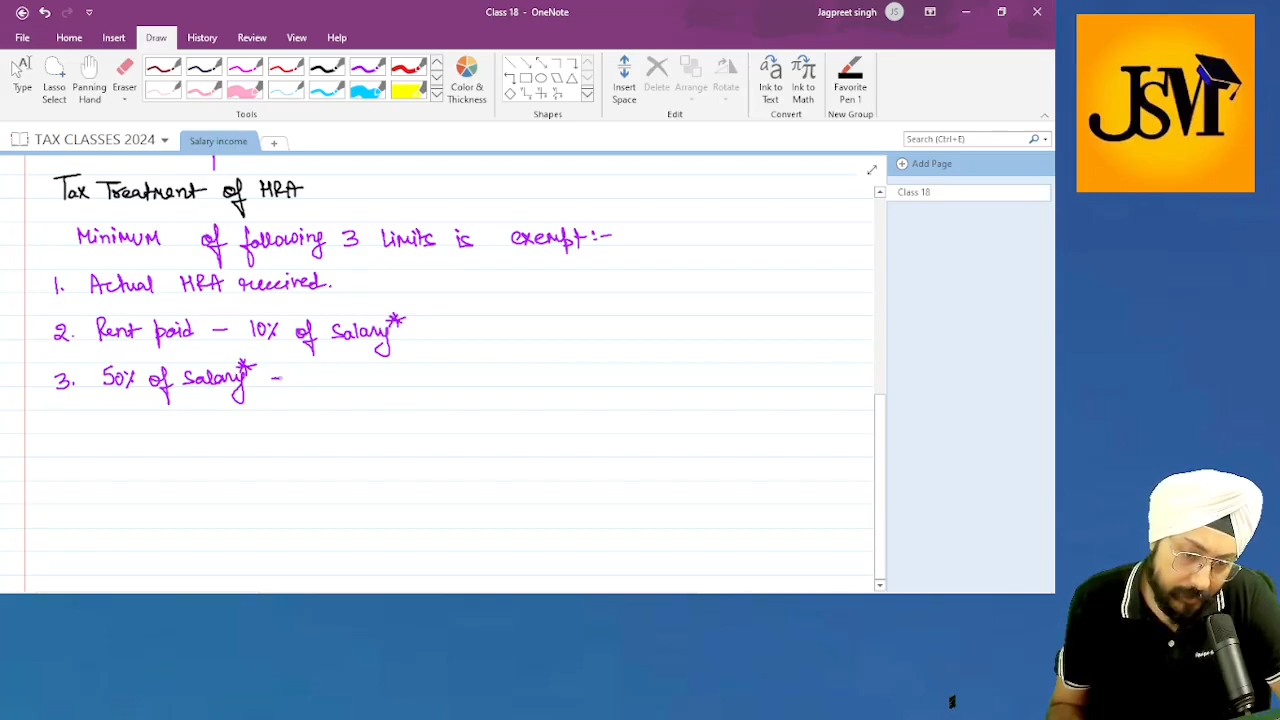 Class 18 - OneNote
Jagpreet singh JS
File Home Insert Draw History Review View Help
Type
Lasso Select
Panning Hand
Eraser
Color & Thickness
Insert Space
Delete
Arrange
Rotate
Ink to Text
Ink to Math
Favorite Pen 1
Tools Shapes Edit Convert New Group
TAX CLASSES 2024
Salary income
Search (Ctrl+E)
Add Page
Class 18
JSM
Tax Treatment of HRA
Minimum of following 3 limits is exempt:-
1. Actual HRA received.
2. Rent paid - 10% of salary*
3. 50% of salary* -